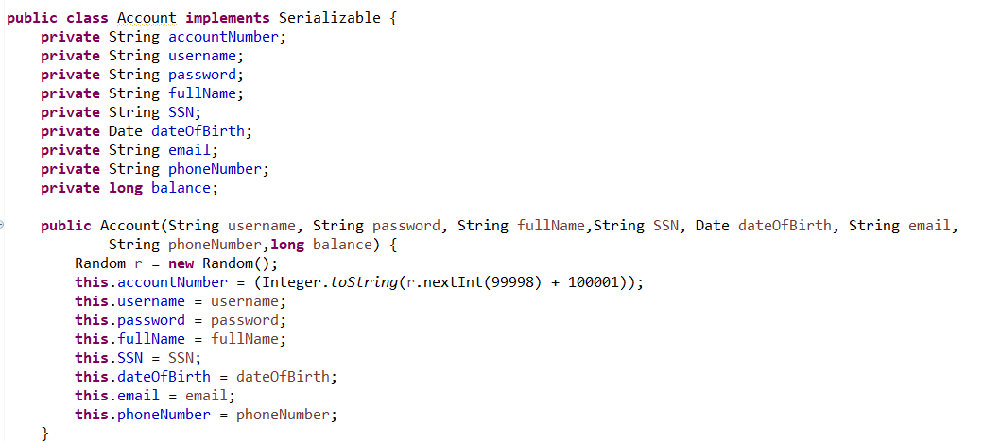 public class Account implements Serializable {
    private String accountNumber;
    private String username;
    private String password;
    private String fullName;
    private String SSN;
    private Date dateOfBirth;
    private String email;
    private String phoneNumber;
    private long balance;

    public Account(String username, String password, String fullName,String SSN, Date dateOfBirth, String email,
            String phoneNumber,long balance) {
        Random r = new Random();
        this.accountNumber = (Integer.toString(r.nextInt(99998) + 100001));
        this.username = username;
        this.password = password;
        this.fullName = fullName;
        this.SSN = SSN;
        this.dateOfBirth = dateOfBirth;
        this.email = email;
        this.phoneNumber = phoneNumber;
    }